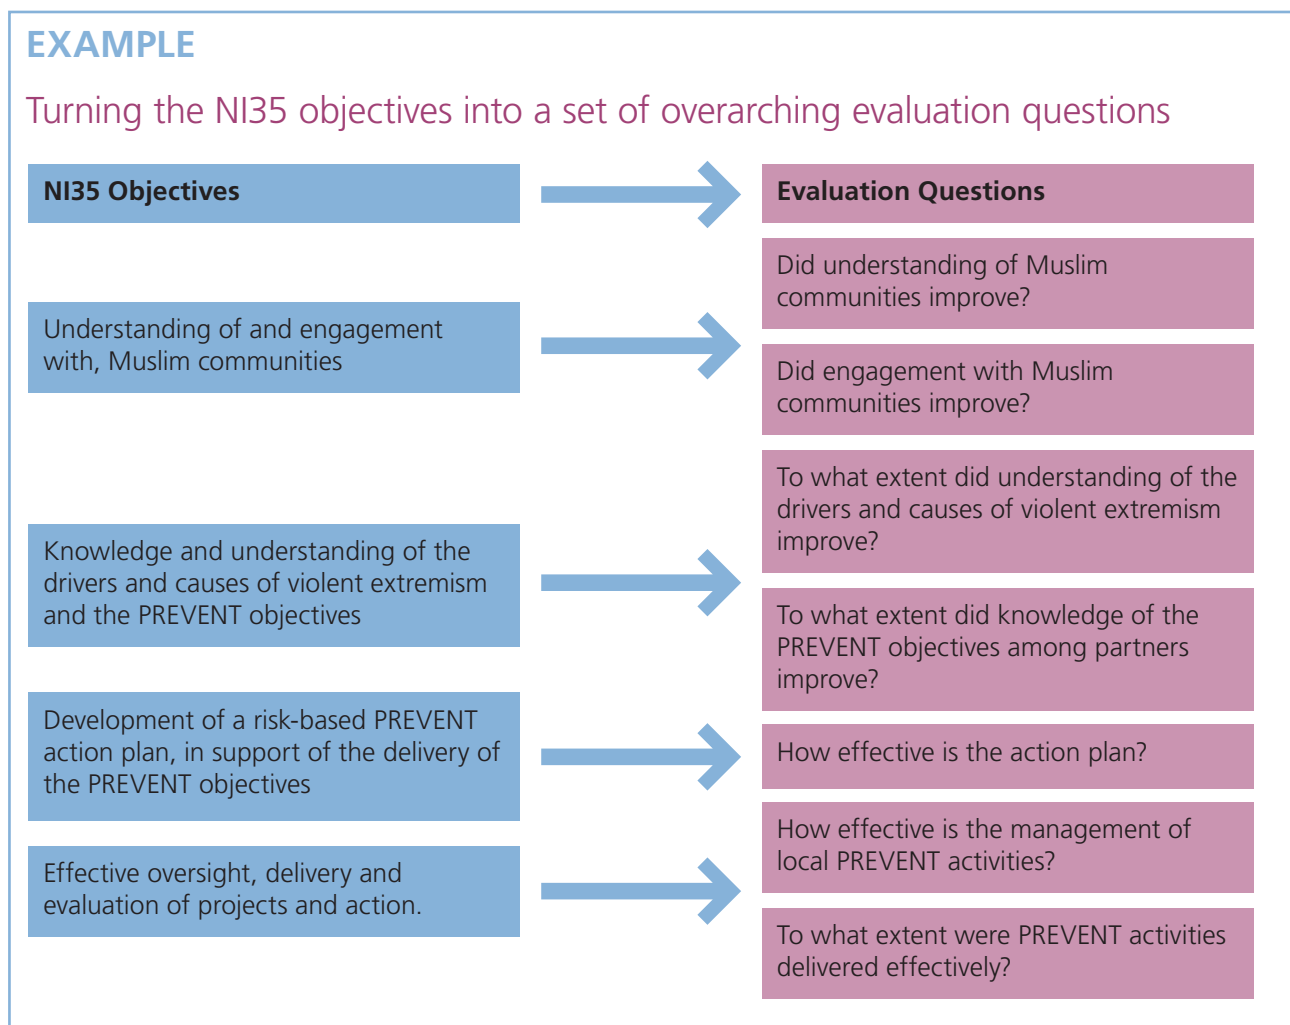 EXAMPLE
Turning the NI35 objectives into a set of overarching evaluation questions
NI35 Objectives
Evaluation Questions
Understanding of and engagement
with, Muslim communities
Did understanding of Muslim
communities improve?
Did engagement with Muslim
communities improve?
Knowledge and understanding of the
drivers and causes of violent extremism
and the PREVENT objectives
To what extent did understanding of the
drivers and causes of violent extremism
improve?
To what extent did knowledge of the
PREVENT objectives among partners
improve?
Development of a risk-based PREVENT
action plan, in support of the delivery of
the PREVENT objectives
How effective is the action plan?
Effective oversight, delivery and
evaluation of projects and action.
How effective is the management of
local PREVENT activities?
To what extent were PREVENT activities
delivered effectively?